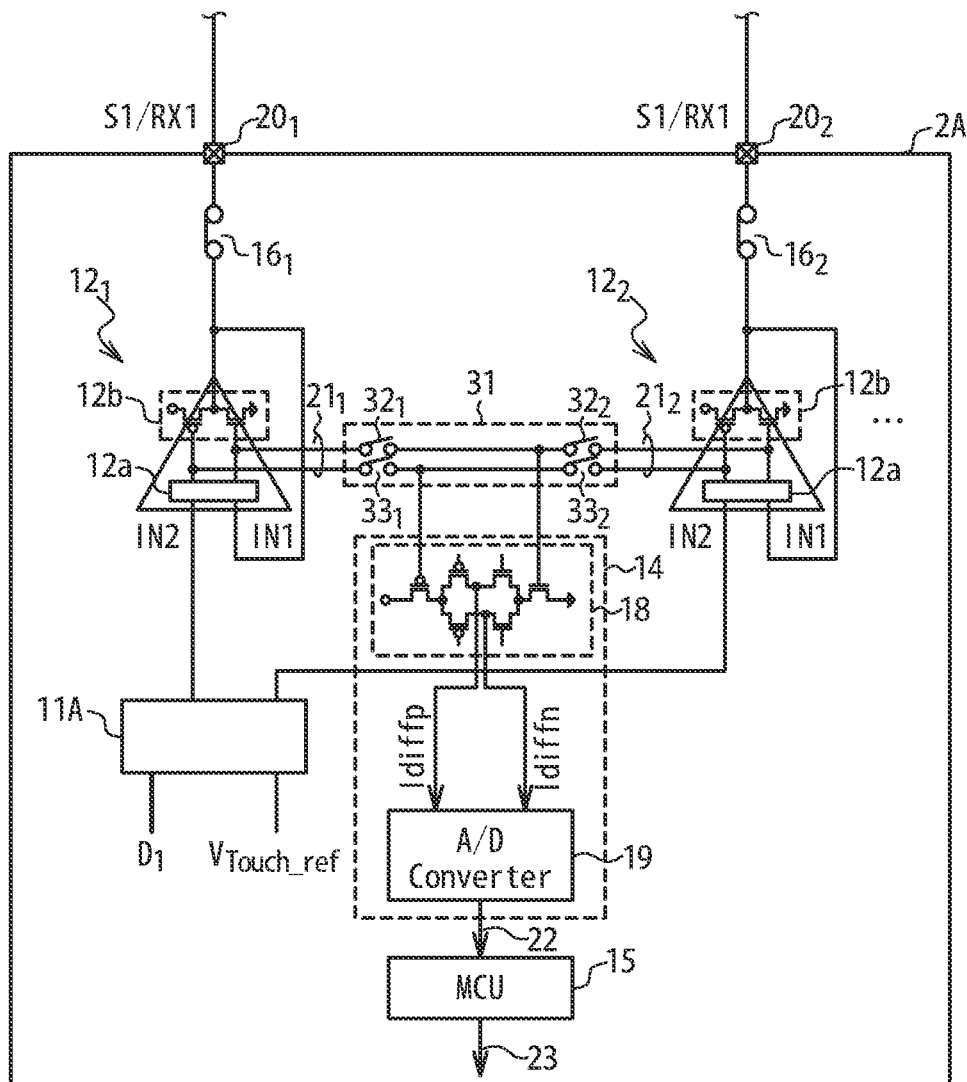 S1/RX1
20₁
S1/RX1
20₂
2A
16₁
16₂
12₁
12₂
12b
21₁
32₁
31
32₂
21₂
12b
...
12a
33₁
33₂
12a
IN2
IN1
IN2
IN1
14
18
11A
Idiffp
Idiffn
D₁
V_Touch_ref
A/D
Converter
19
22
MCU
15
23